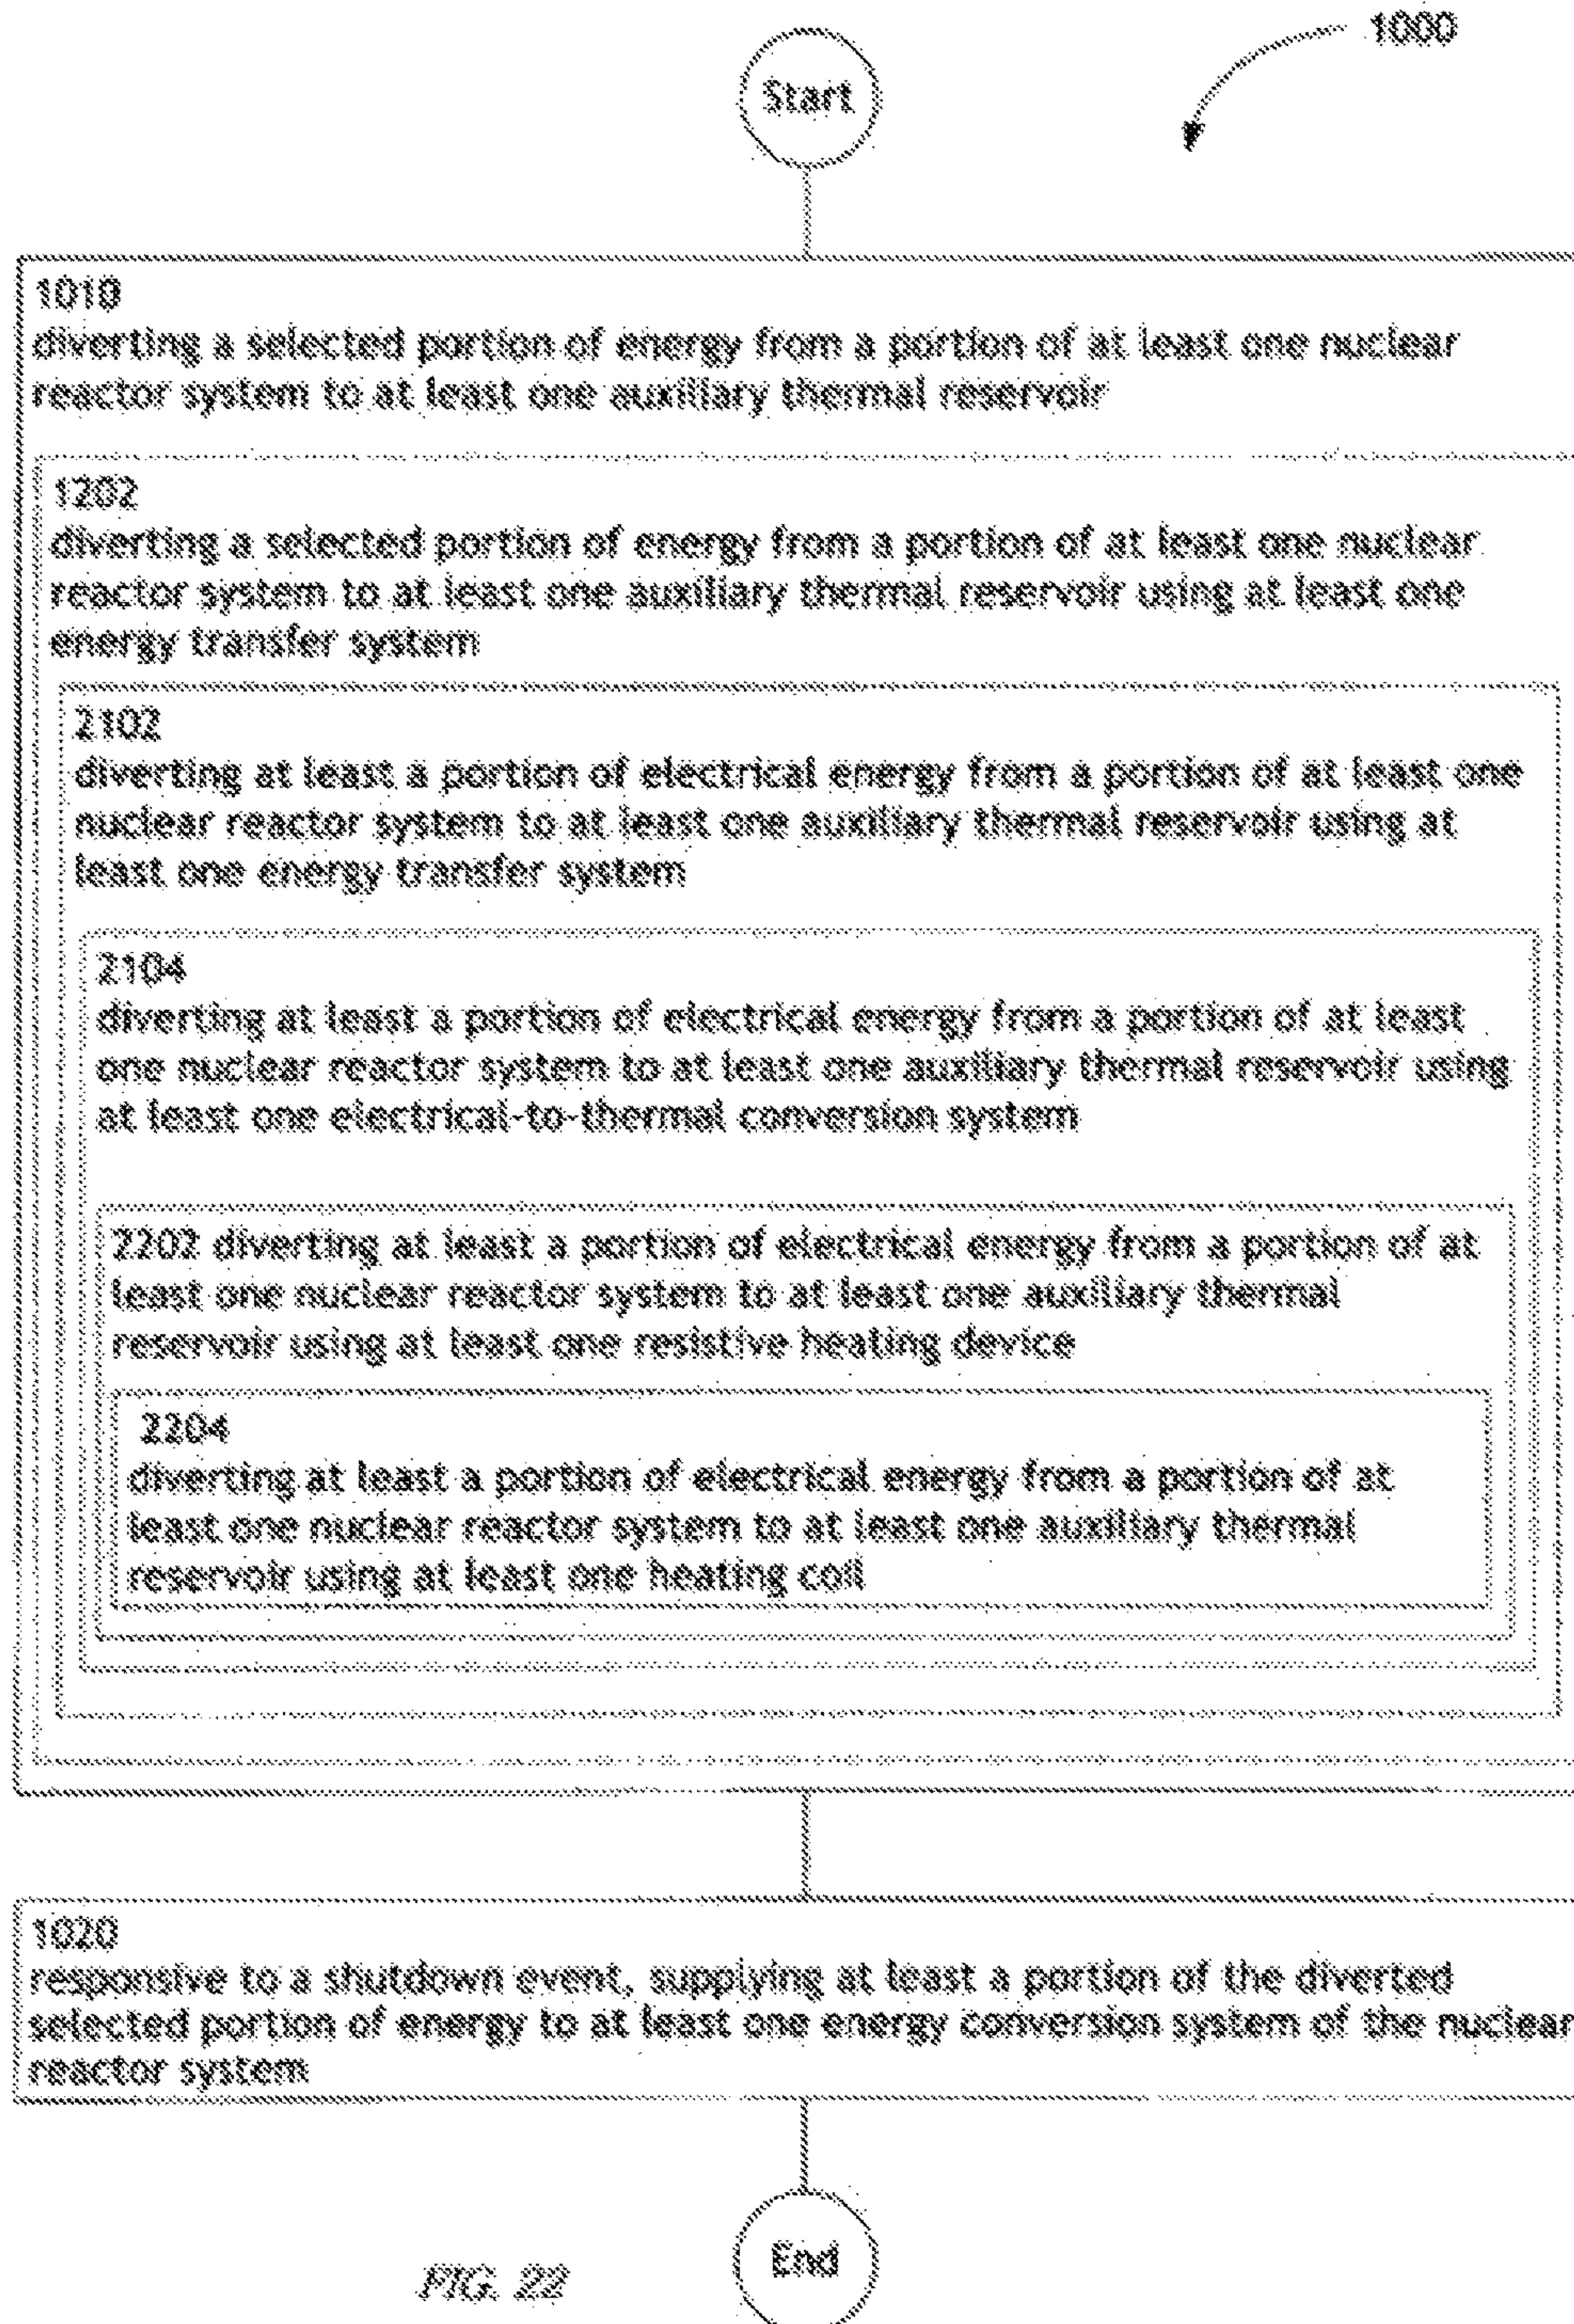 1000
Start
1010
diverting a selected portion of energy from a portion of at least one nuclear
reactor system to at least one auxiliary thermal reservoir
1202
diverting a selected portion of energy from a portion of at least one nuclear
reactor system to at least one auxiliary thermal reservoir using at least one
energy transfer system
2102
diverting at least a portion of electrical energy from a portion of at least one
nuclear reactor system to at least one auxiliary thermal reservoir using at
least one energy transfer system
2104
diverting at least a portion of electrical energy from a portion of at least
one nuclear reactor system to at least one auxiliary thermal reservoir using
at least one electrical-to-thermal conversion system
2202 diverting at least a portion of electrical energy from a portion of at
least one nuclear reactor system to at least one auxiliary thermal
reservoir using at least one resistive heating device
2204
diverting at least a portion of electrical energy from a portion of at
least one nuclear reactor system to at least one auxiliary thermal
reservoir using at least one heating coil
1020
responsive to a shutdown event, supplying at least a portion of the diverted
selected portion of energy to at least one energy conversion system of the nuclear
reactor system
End
FIG. 22